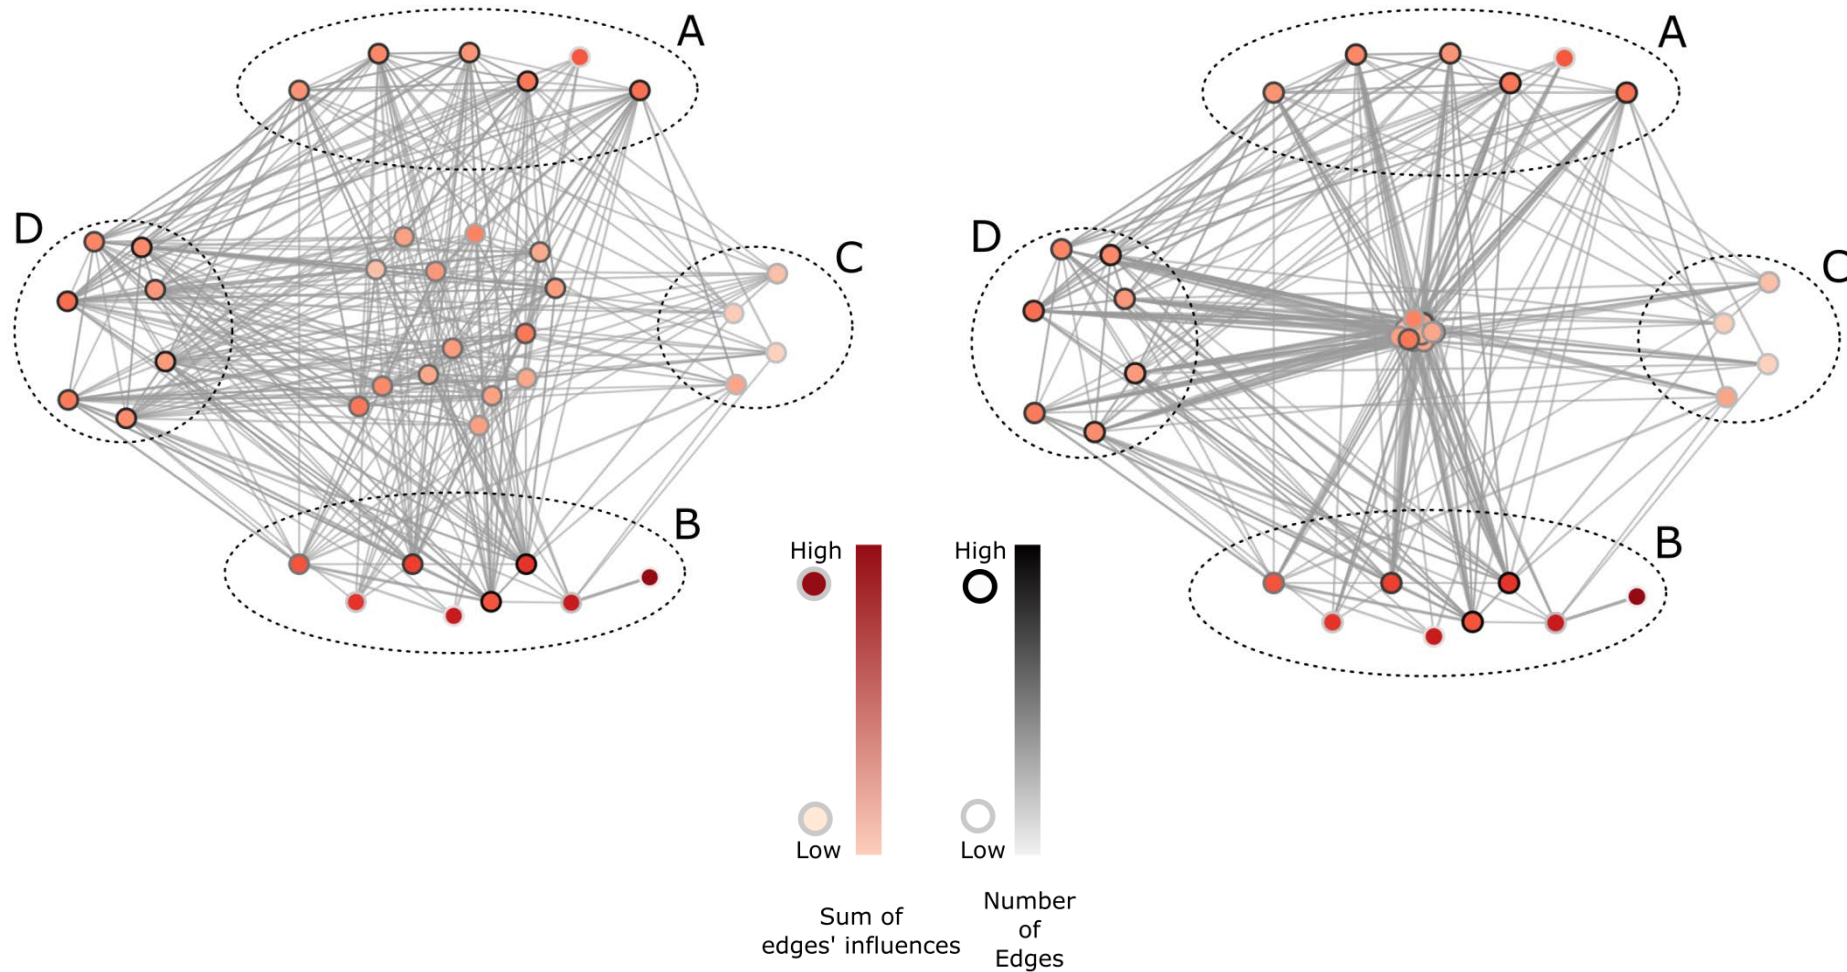 A
A
D
C
D
C
B
B
High
High
Low
Low
Sum of
edges' influences
Number
of
Edges